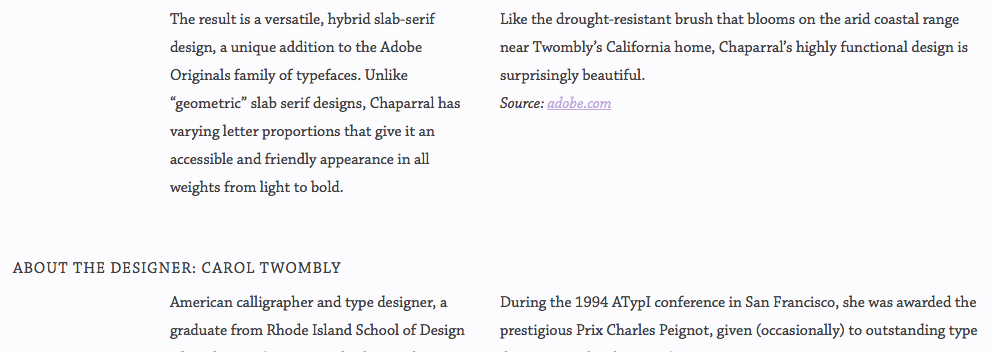 The result is a versatile, hybrid slab-serif
design, a unique addition to the Adobe
Originals family of typefaces. Unlike
“geometric” slab serif designs, Chaparral has
varying letter proportions that give it an
accessible and friendly appearance in all
weights from light to bold.
Like the drought-resistant brush that blooms on the arid coastal range
near Twombly’s California home, Chaparral’s highly functional design is
surprisingly beautiful.
Source: adobe.com
ABOUT THE DESIGNER: CAROL TWOMBLY
American calligrapher and type designer, a
graduate from Rhode Island School of Design
During the 1994 ATypI conference in San Francisco, she was awarded the
prestigious Prix Charles Peignot, given (occasionally) to outstanding type